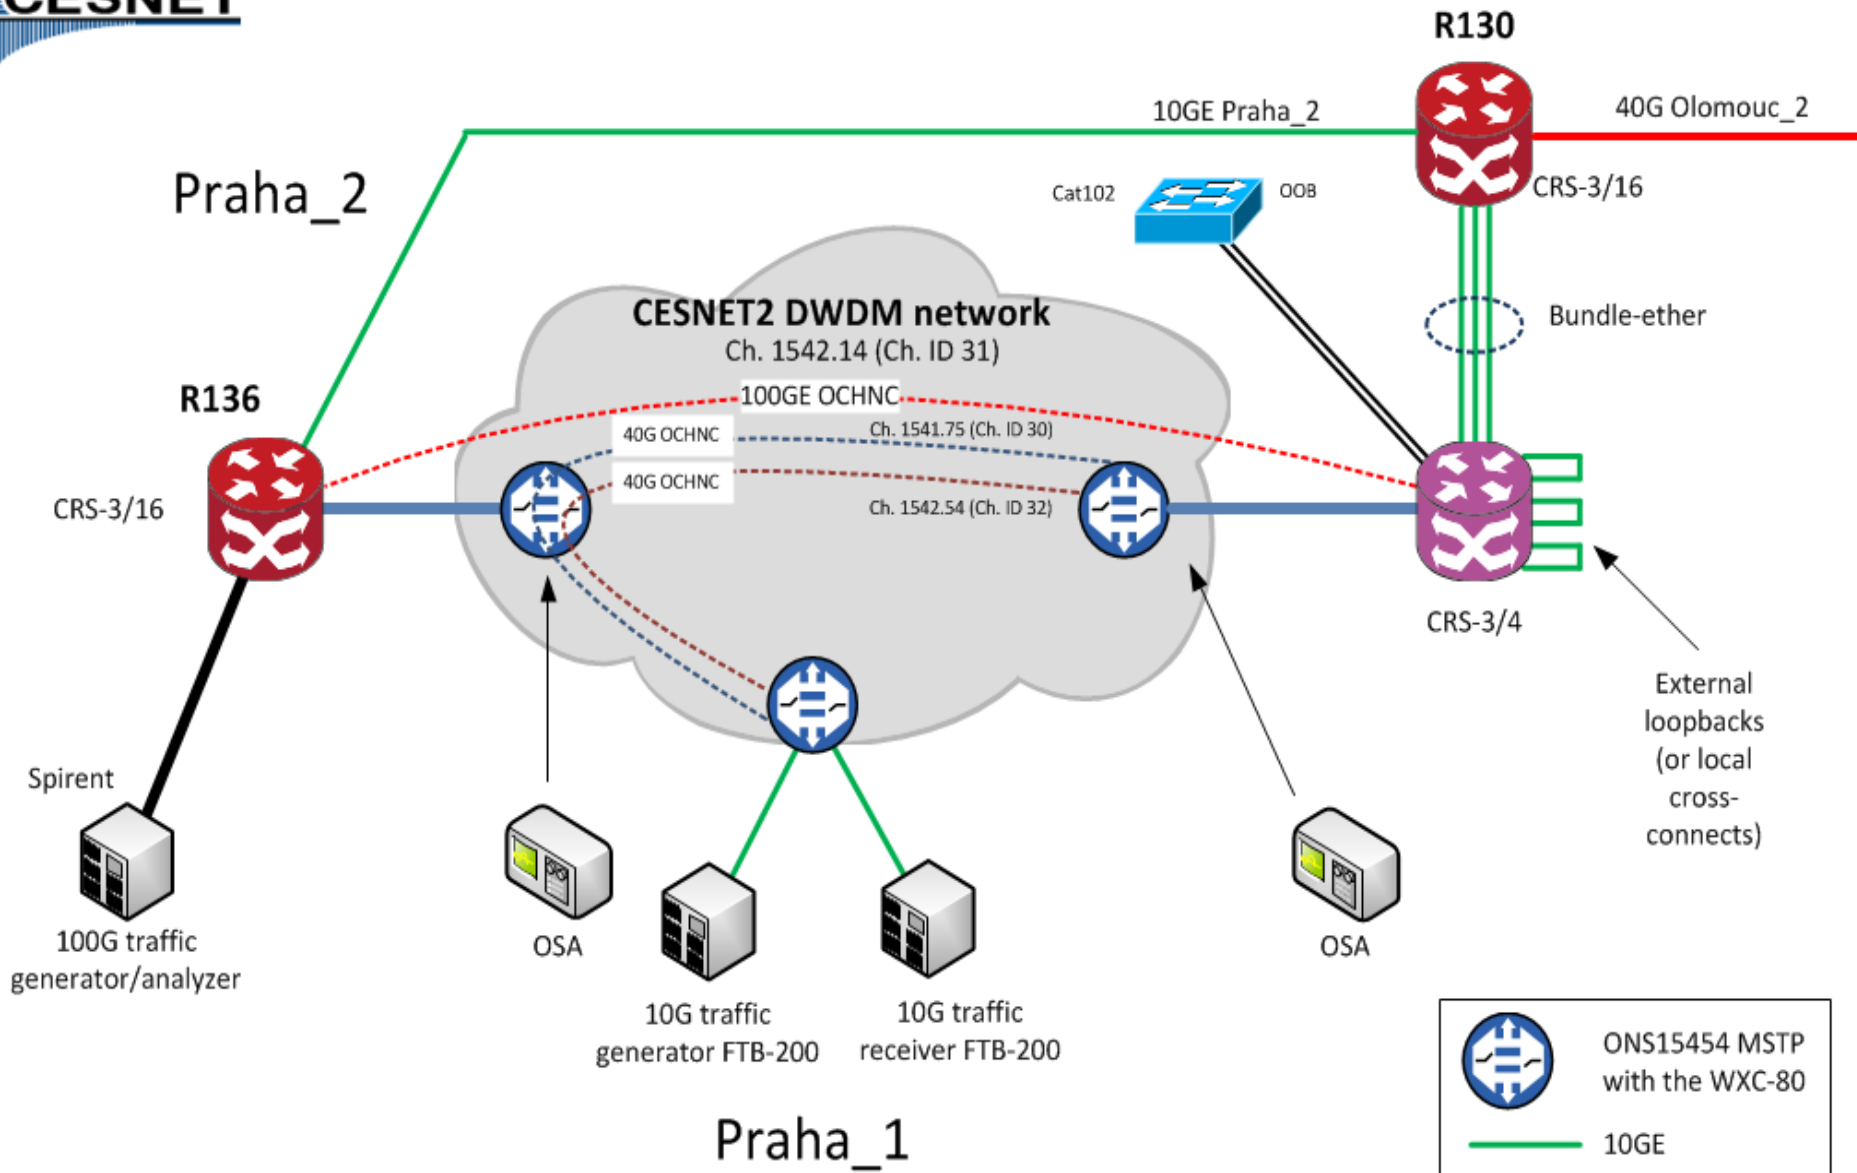 CESNET
R130
10GE Praha_2
40G Olomouc_2
Praha_2
Cat102
OOB
CRS-3/16
CESNET2 DWDM network
Ch. 1542.14 (Ch. ID 31)
Bundle-ether
R136
100GE OCHNC
40G OCHNC
Ch. 1541.75 (Ch. ID 30)
40G OCHNC
Ch. 1542.54 (Ch. ID 32)
CRS-3/16
CRS-3/4
External
loopbacks
(or local
cross-
connects)
Spirent
100G traffic
generator/analyzer
OSA
OSA
10G traffic
generator FTB-200
10G traffic
receiver FTB-200
Praha_1
ONS15454 MSTP
with the WXC-80
10GE